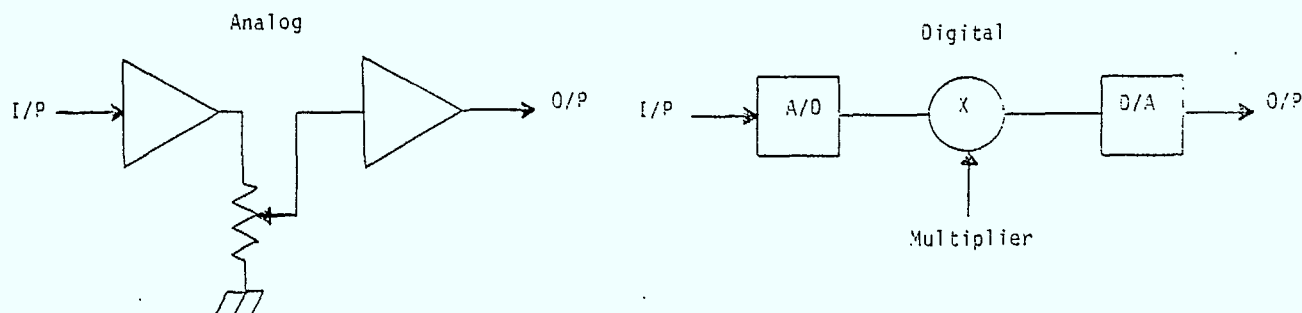 Analog
I/P
O/P
Digital
I/P
A/D
X
D/A
O/P
Multiplier